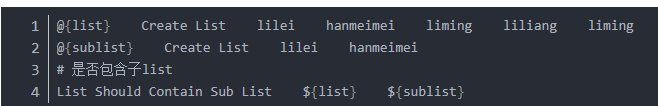 1 @{list}    Create List    lilei    hanmeimei    liming    liliang    liming
2 @{sublist}    Create List    lilei    hanmeimei
3 # 是否包含子list
4 List Should Contain Sub List    ${list}    ${sublist}